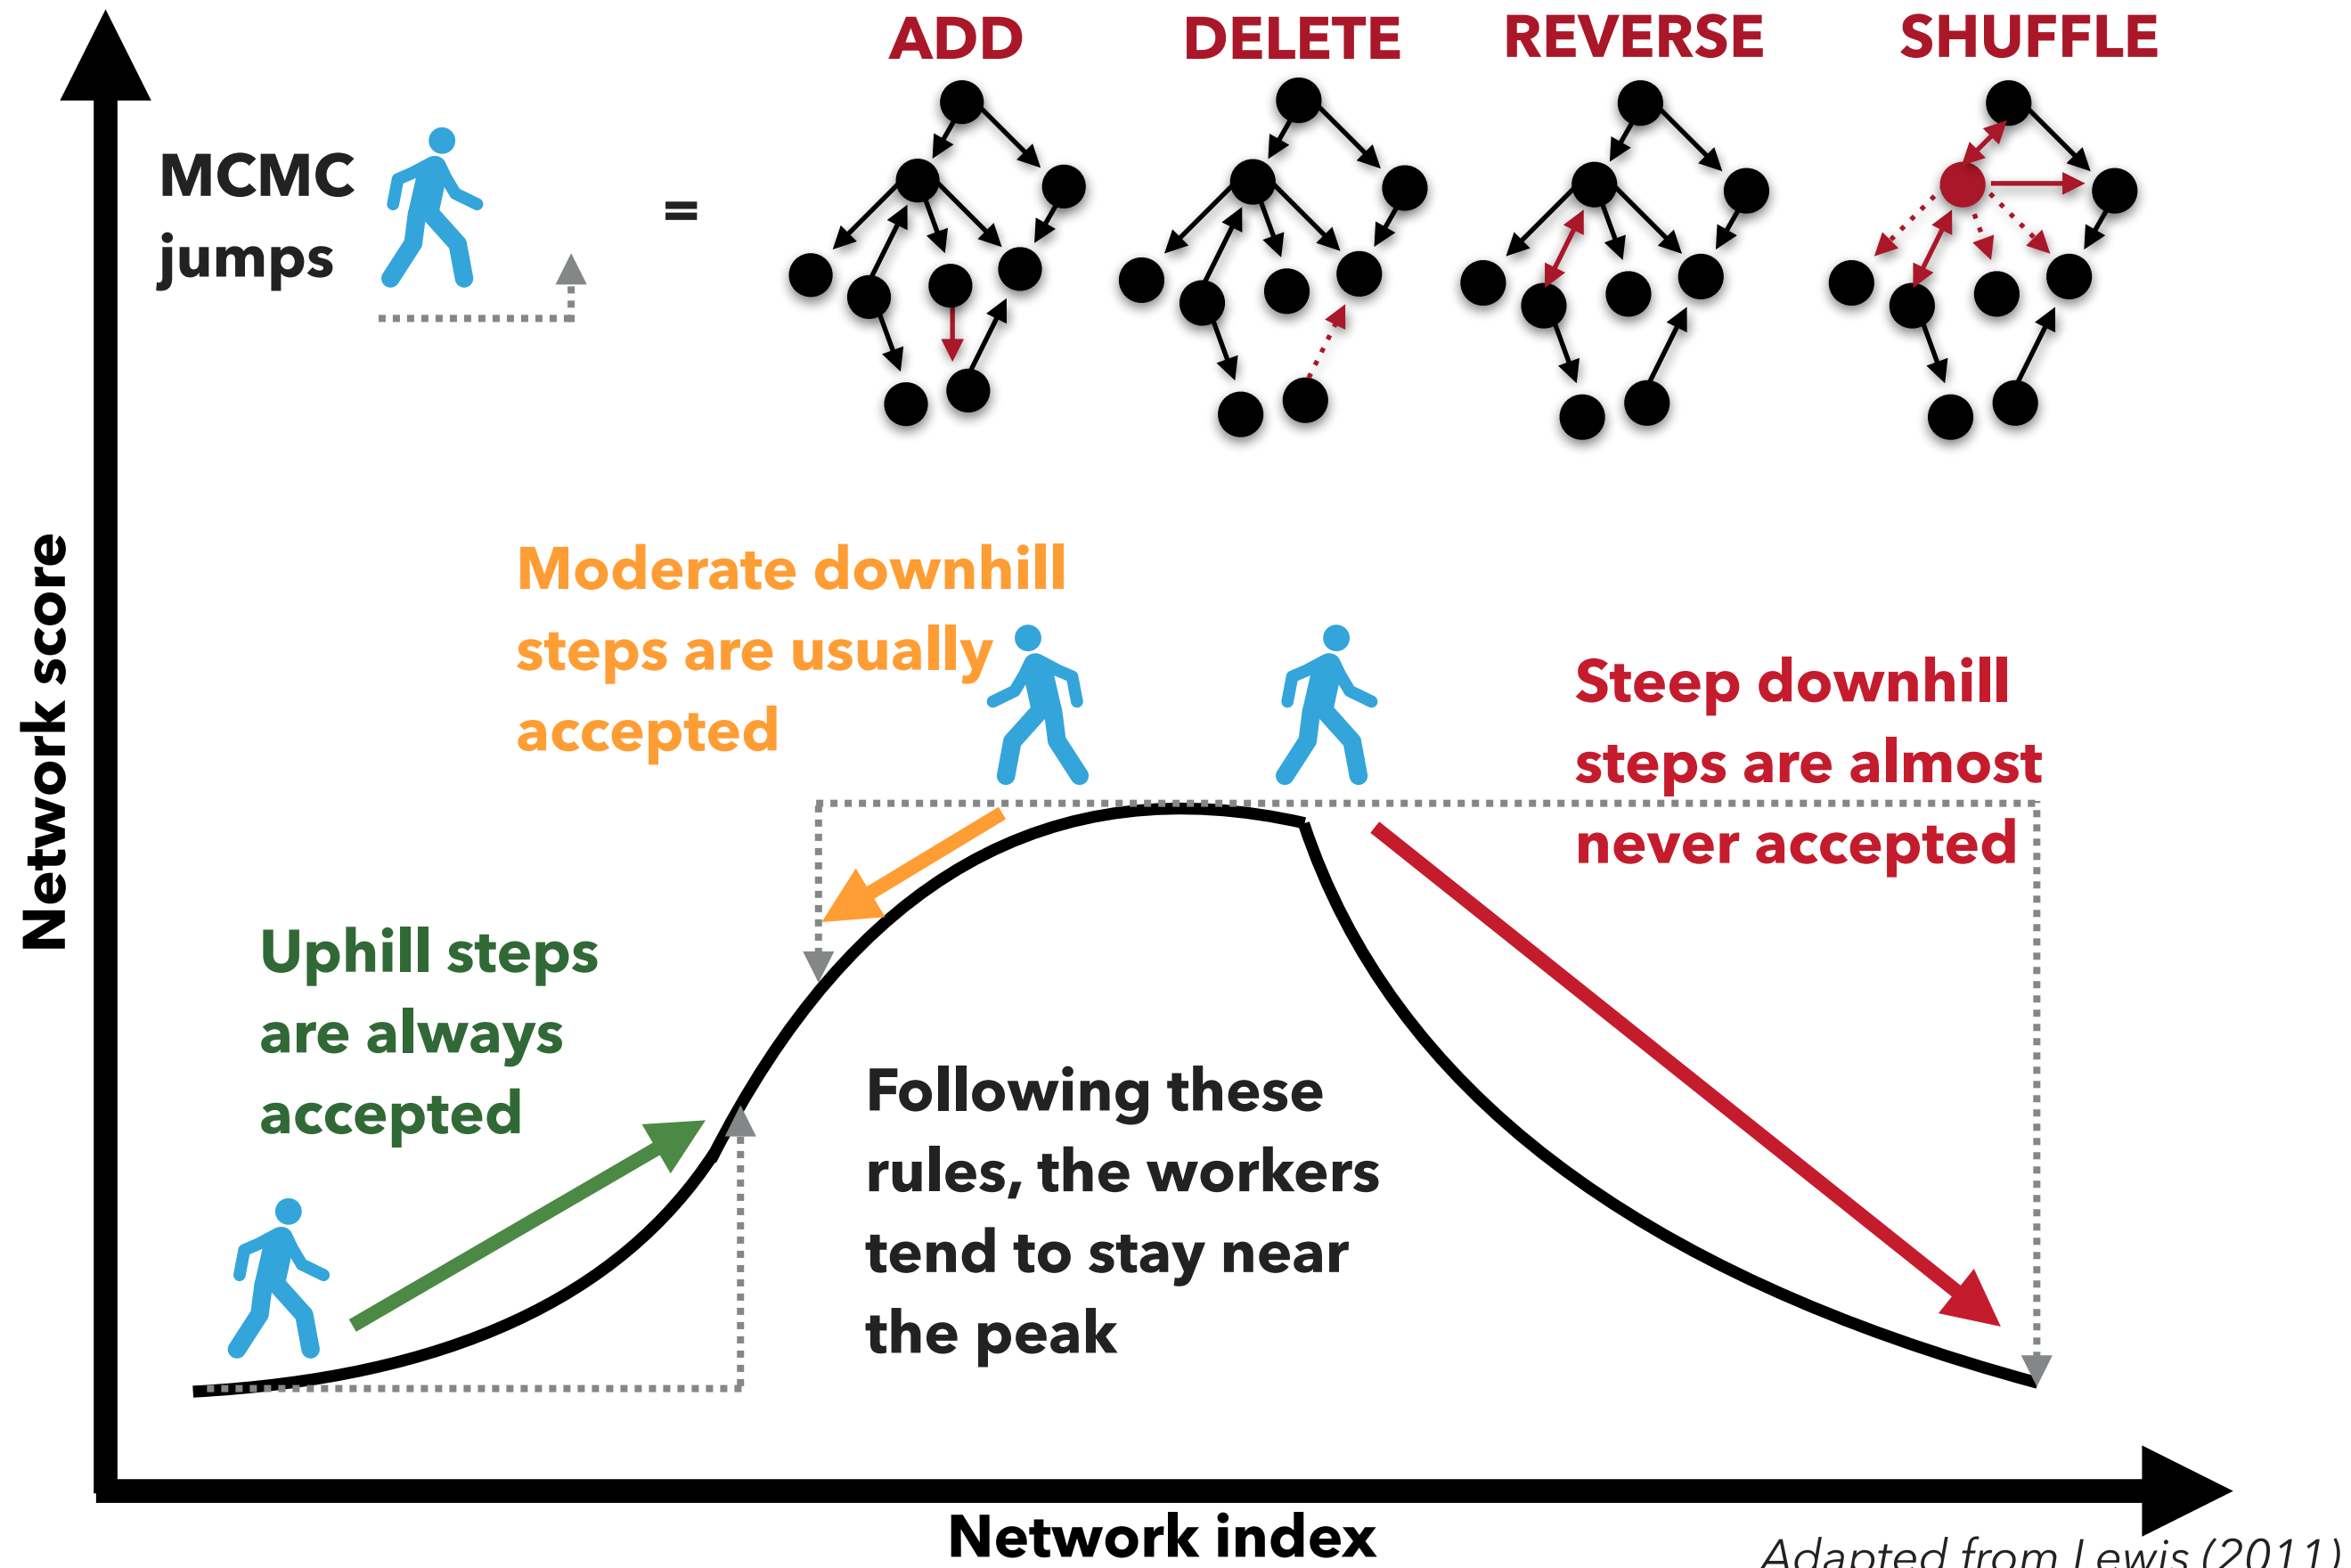 ADD
DELETE
REVERSE
SHUFFLE
MCMC
jumps
=
Network score
Moderate downhill
steps are usually
accepted
Steep downhill
steps are almost
never accepted
Uphill steps
are always
accepted
Following these
rules, the workers
tend to stay near
the peak
Network index
Adapted from Lewis (2011)